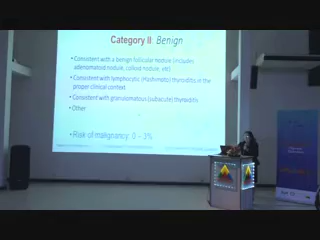 Category II: Benign
• Consistent with a benign follicular nodule (includes
adenomatoid nodule, colloid nodule, etc)
• Consistent with lymphocytic (Hashimoto) thyroiditis in the
proper clinical context
• Consistent with granulomatous (subacute) thyroiditis
• Other
• Risk of malignancy: 0 – 3%